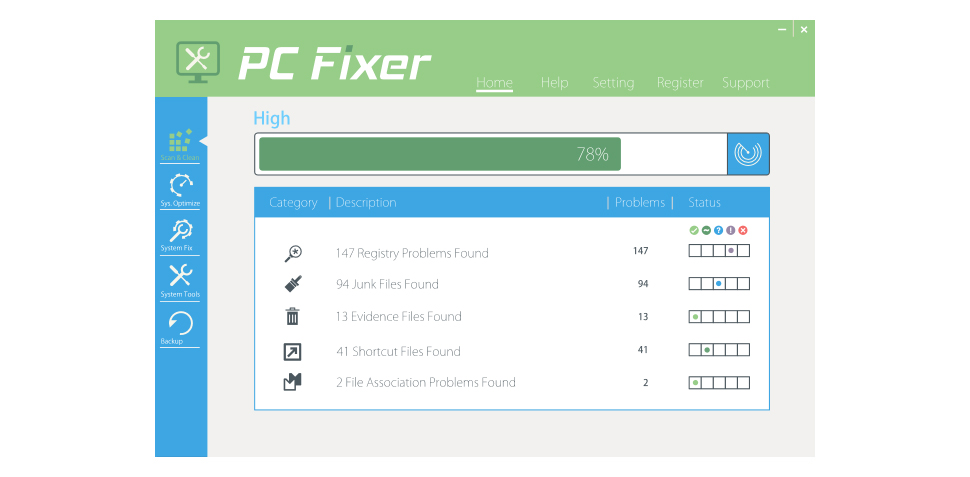 PC Fixer
Home Help Setting Register Support
Scan & Clean
Sys. Optimize
System Fix
System Tools
Backup
High
78%
Category | Description | Problems | Status
147 Registry Problems Found 147
94 Junk Files Found 94
13 Evidence Files Found 13
41 Shortcut Files Found 41
2 File Association Problems Found 2